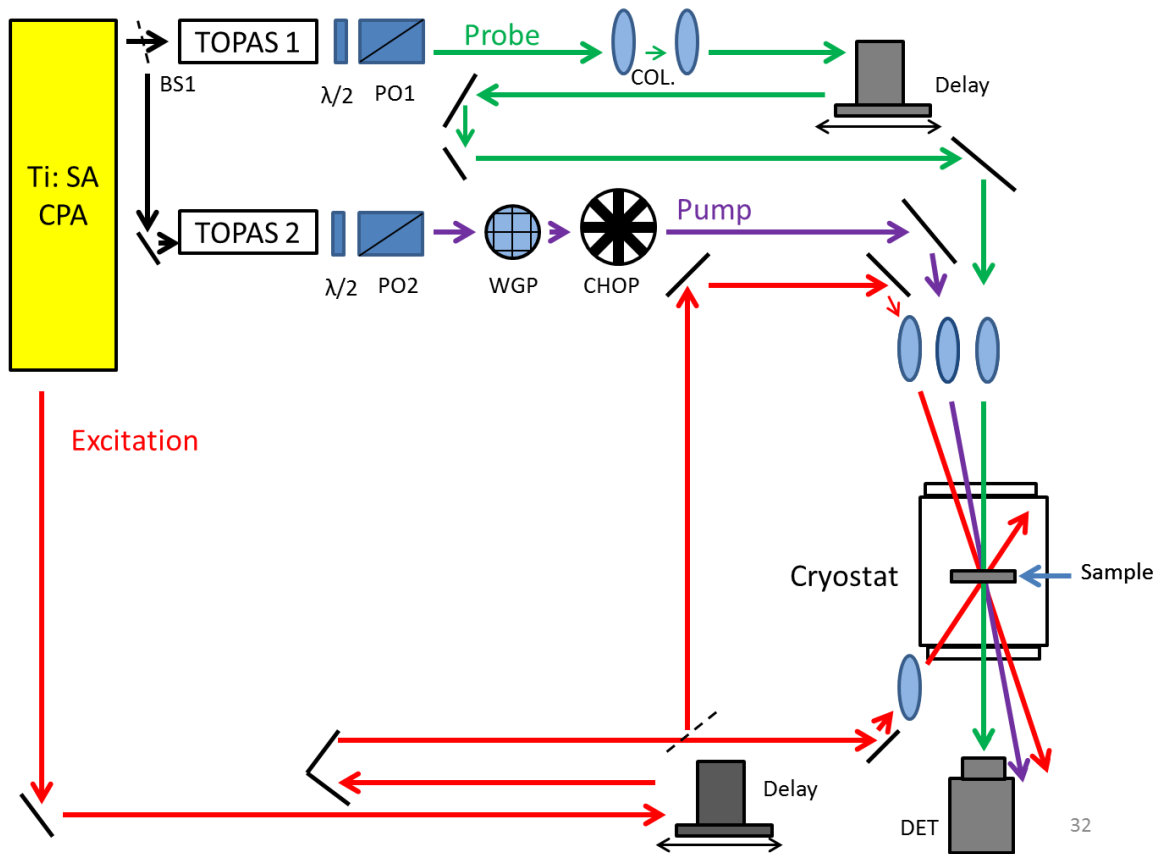 TOPAS 1
Probe
BS1
λ/2
PO1
COL.
Delay
Ti: SA
CPA
TOPAS 2
Pump
λ/2
PO2
WGP
CHOP
Excitation
Cryostat
Sample
Delay
DET
32